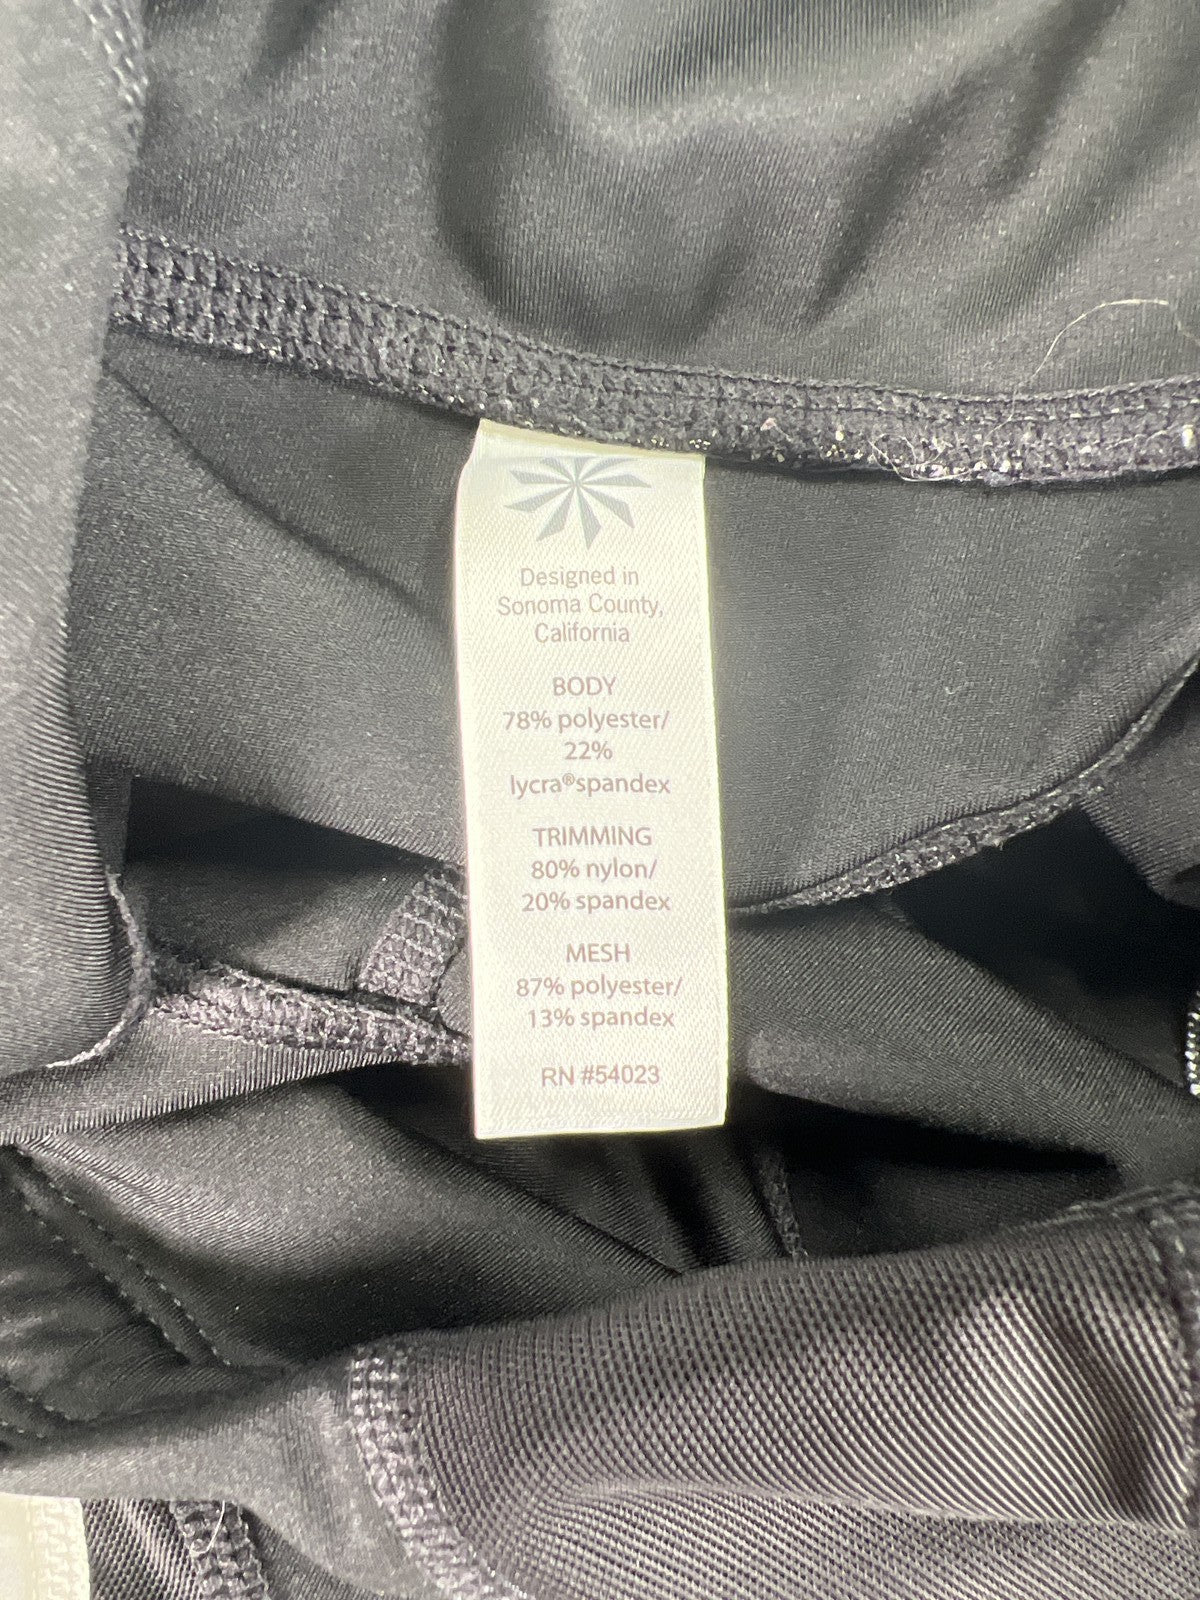 Designed in
Sonoma County,
California
BODY
78% polyester/
22%
lycra®spandex
TRIMMING
80% nylon/
20% spandex
MESH
87% polyester/
13% spandex
RN #54023